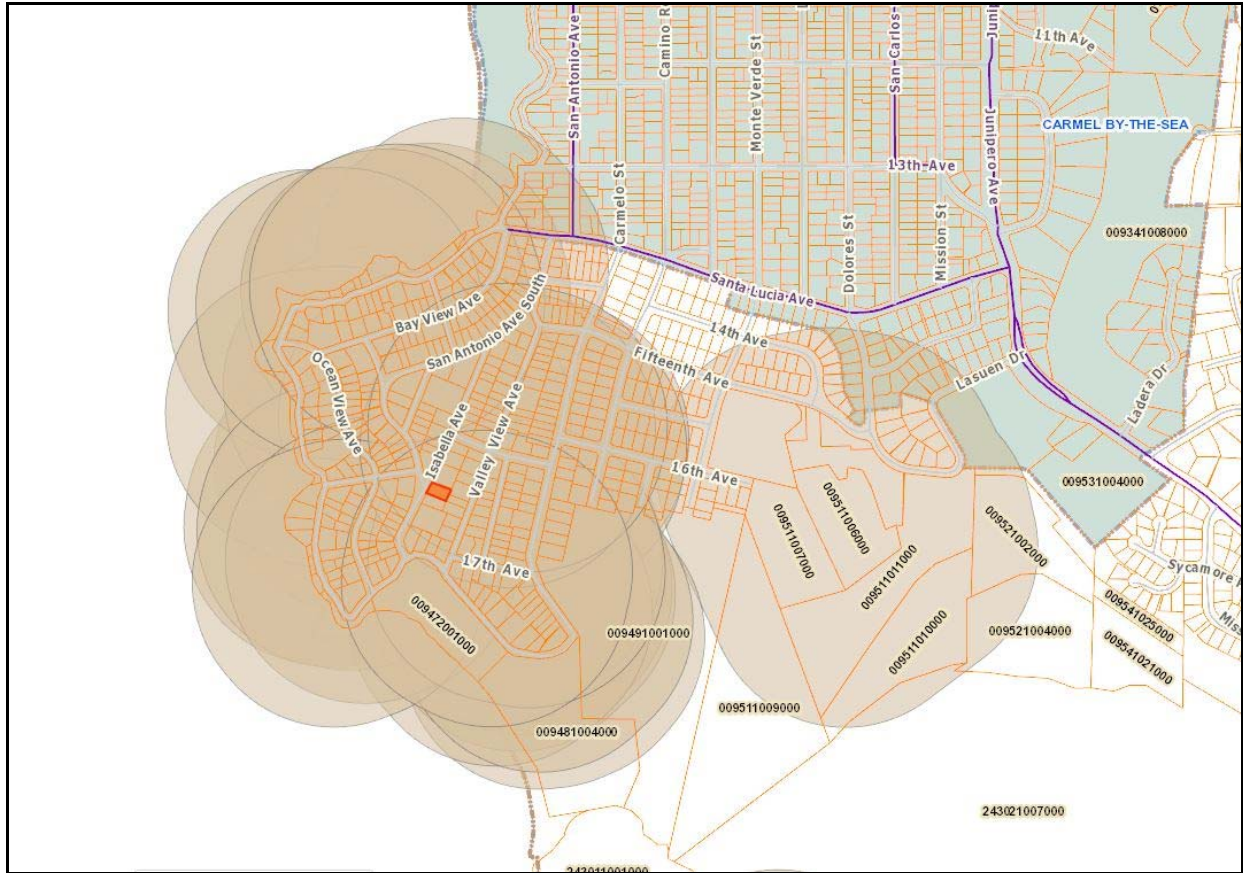 San Antonio Ave
Camino R
Monte Verde St
San Carlos
Juni
11th Ave
CARMEL BY-THE-SEA
13th Ave
Junipero Ave
Carmelo St
Dolores St
Mission St
009341008000
Santa Lucia Ave
Bay View Ave
San Antonio Ave South
14th Ave
Fifteenth Ave
Lasuen Dr
Ladera Dr
Ocean View Ave
Isabella Ave
Valley View Ave
16th Ave
009531004000
009511007000
009511006000
009521002000
17th Ave
009511011000
Sycamore
009472001000
009491001000
009511010000
009521004000
009541025000
009541021000
Mis
009511009000
009481004000
243021007000
243011001000